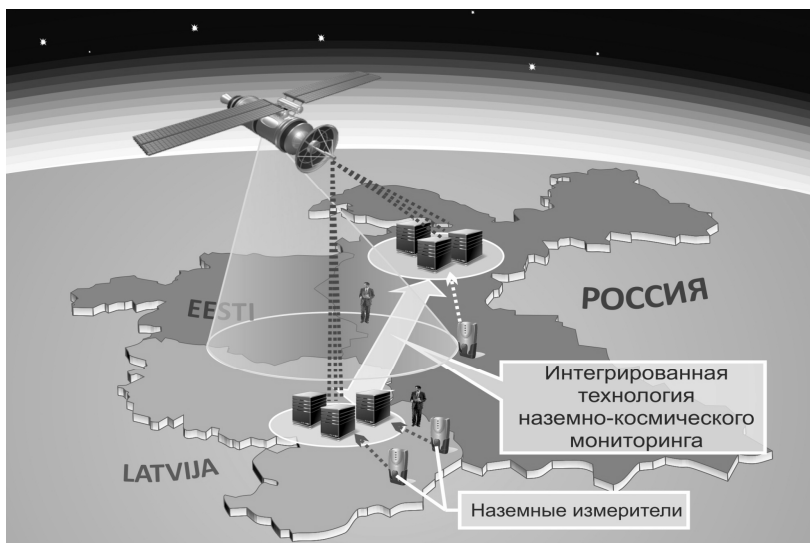 EESTI
РОССИЯ
Интегрированная
технология
наземно-космического
мониторинга
LATVIJA
Наземные измерители